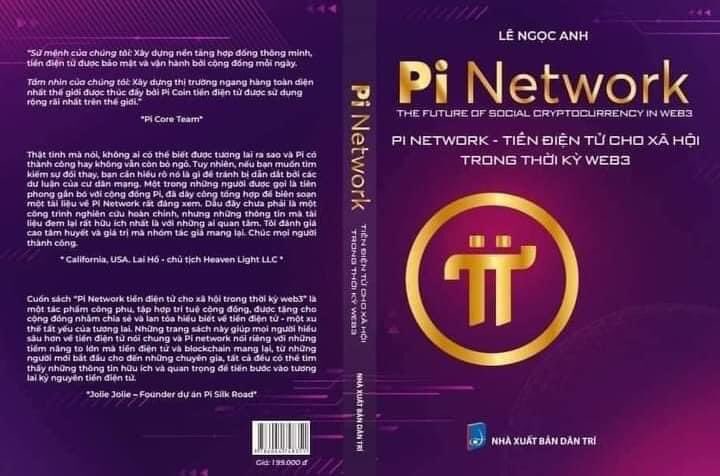 "Sứ mệnh của chúng tôi: Xây dựng nền tảng hợp đồng thông minh,
tiền điện tử được bảo mật và vận hành bởi cộng đồng mỗi ngày.
Tầm nhìn của chúng tôi: Xây dựng thị trường ngang hàng toàn diện
nhất thế giới được thúc đẩy bởi Pi Coin tiền điện tử được sử dụng
rộng rãi nhất trên thế giới."
"Pi Core Team"
Thật tình mà nói, không ai có thể biết được tương lai ra sao và Pi có
thành công hay không vẫn còn bỏ ngỏ. Tuy nhiên, nếu bạn muốn tìm
kiếm sự đổi thay, bạn cần hiểu rõ nó là gì để tránh bị dẫn dắt bởi các
dư luận của cư dân mạng. Một trong những người được gọi là tiên
phong gắn bó với cộng đồng Pi, đã dày công tổng hợp để biên soạn
một tài liệu về Pi Network rất đáng xem. Dẫu đây chưa phải là một
công trình nghiên cứu hoàn chỉnh, nhưng những thông tin mà tài
liệu đem lại rất hữu ích nhất là với những ai quan tâm. Tôi đánh giá
cao tâm huyết và giá trị mà nhóm tác giả mang lại. Chúc mọi người
thành công.
" California, USA. Lai Hồ - chủ tịch Heaven Light LLC "
Cuốn sách "Pi Network tiền điện tử cho xã hội trong thời kỳ web3" là
một tác phẩm công phu, tập hợp trí tuệ cộng đồng, được tặng cho
cộng đồng nhằm chia sẻ và lan tỏa hiểu biết về tiền điện tử - một xu
thế tất yếu của tương lai. Những trang sách này giúp mọi người hiểu
sâu hơn về tiền điện tử nói chung và Pi network nói riêng với những
tiềm năng to lớn mà tiền điện tử và blockchain mang lại, từ những
người mới bắt đầu cho đến những chuyên gia, tất cả đều có thể tìm
thấy những thông tin hữu ích và quan trọng để tiến bước vào tương
lai kỷ nguyên tiền điện tử.
"Jolie Jolie – Founder dự án Pi Silk Road"
Giá: 199.000 đ
Pi Network
TIỀN ĐIỆN TỬ CHO XÃ HỘI
TRONG THỜI KỲ WEB3
NHÀ XUẤT BẢN DÂN TRÍ
LÊ NGỌC ANH
Pi Network
THE FUTURE OF SOCIAL CRYPTOCURRENCY IN WEB3
PI NETWORK - TIỀN ĐIỆN TỬ CHO XÃ HỘI
TRONG THỜI KỲ WEB3
NHÀ XUẤT BẢN DÂN TRÍ